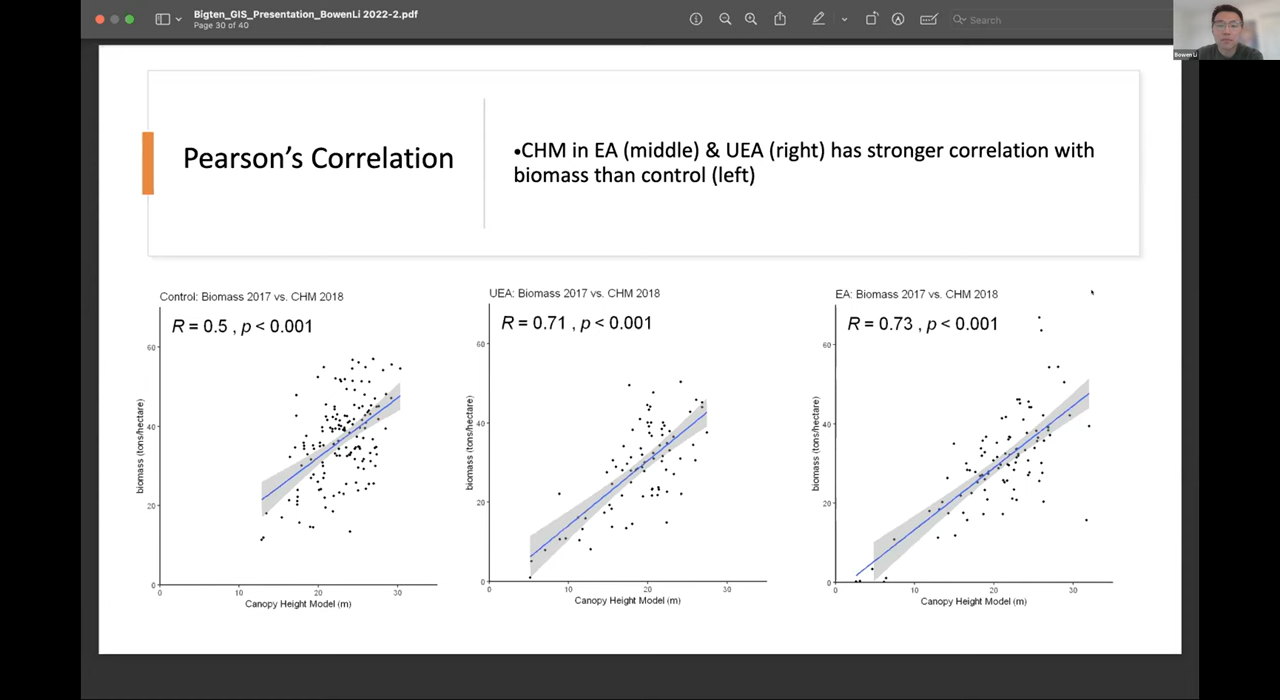 Bigten_GIS_Presentation_BowenLi 2022-2.pdf
Page 30 of 40
Search
Bowen Li
Pearson's Correlation
•CHM in EA (middle) & UEA (right) has stronger correlation with
biomass than control (left)
Control: Biomass 2017 vs. CHM 2018
R = 0.5 , p < 0.001
60
40
20
0
0 10 20 30
biomass (tons/hectare)
Canopy Height Model (m)
UEA: Biomass 2017 vs. CHM 2018
R = 0.71 , p < 0.001
60
40
20
0
0 10 20 30
biomass (tons/hectare)
Canopy Height Model (m)
EA: Biomass 2017 vs. CHM 2018
R = 0.73 , p < 0.001
60
40
20
0
0 10 20 30
biomass (tons/hectare)
Canopy Height Model (m)